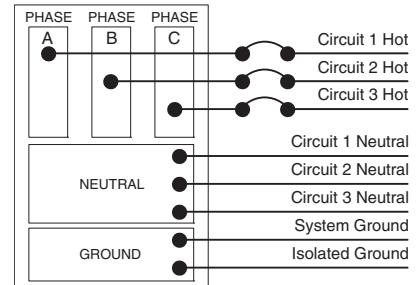 PHASE PHASE PHASE
A B C
Circuit 1 Hot
Circuit 2 Hot
Circuit 3 Hot
Circuit 1 Neutral
Circuit 2 Neutral
NEUTRAL
Circuit 3 Neutral
System Ground
GROUND
Isolated Ground